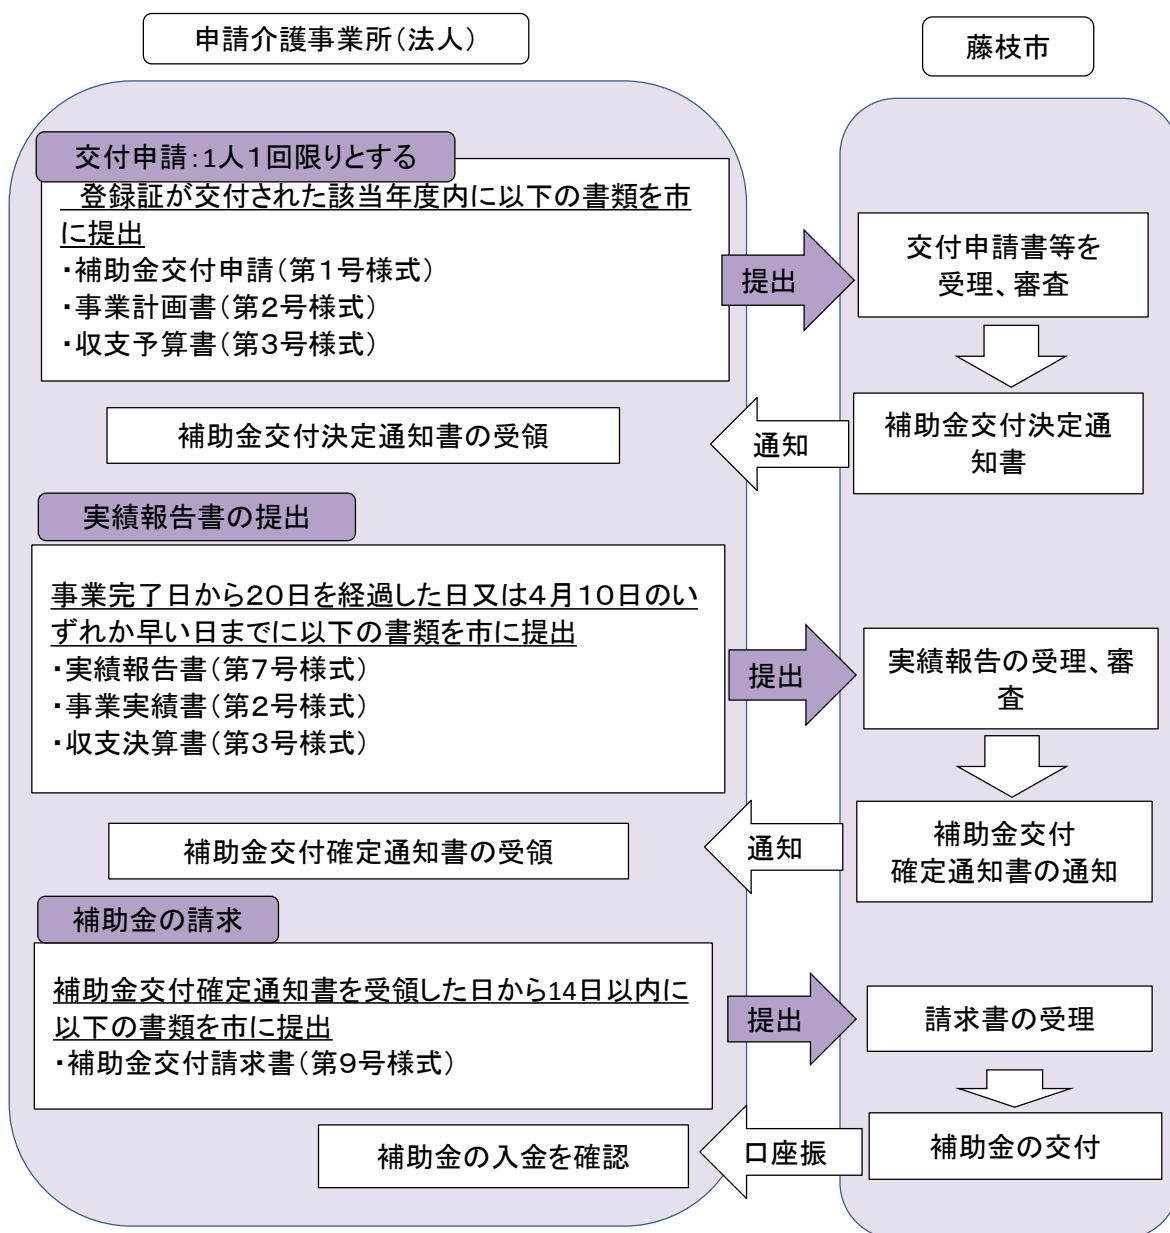 申請介護事業所（法人）
藤枝市
交付申請：1人１回限りとする
登録証が交付された該当年度内に以下の書類を市
に提出
・補助金交付申請（第１号様式）
・事業計画書（第２号様式）
・収支予算書（第３号様式）
提出
交付申請書等を
受理、審査
補助金交付決定通
知書
通知
補助金交付決定通知書の受領
実績報告書の提出
事業完了日から２０日を経過した日又は４月１０日のい
ずれか早い日までに以下の書類を市に提出
・実績報告書（第７号様式）
・事業実績書（第２号様式）
・収支決算書（第３号様式）
提出
実績報告の受理、審
査
補助金交付
確定通知書の通知
通知
補助金交付確定通知書の受領
補助金の請求
補助金交付確定通知書を受領した日から14日以内に
以下の書類を市に提出
・補助金交付請求書（第９号様式）
提出
請求書の受理
補助金の交付
口座振
補助金の入金を確認